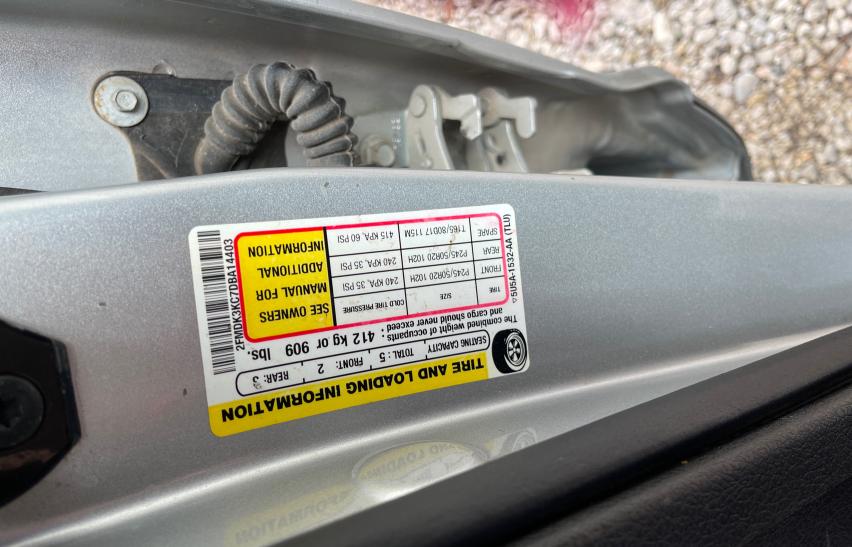 TIRE AND LOADING INFORMATION
SEATING CAPACITY TOTAL : 5 FRONT: 2 REAR: 3
The combined weight of occupants
and cargo should never exceed : 412 kg or 909 lbs.
TIRE SIZE COLD TIRE PRESSURE
FRONT P245/50R20 102H 240 KPA, 35 PSI
REAR P245/50R20 102H 240 KPA, 35 PSI
SPARE T165/80D17 115M 415 KPA, 60 PSI
SEE OWNERS
MANUAL FOR
ADDITIONAL
INFORMATION
5U5A-1532-AA (TLU)
2FMDK3KC7DBA14403
AND LOADING
INFORMATION